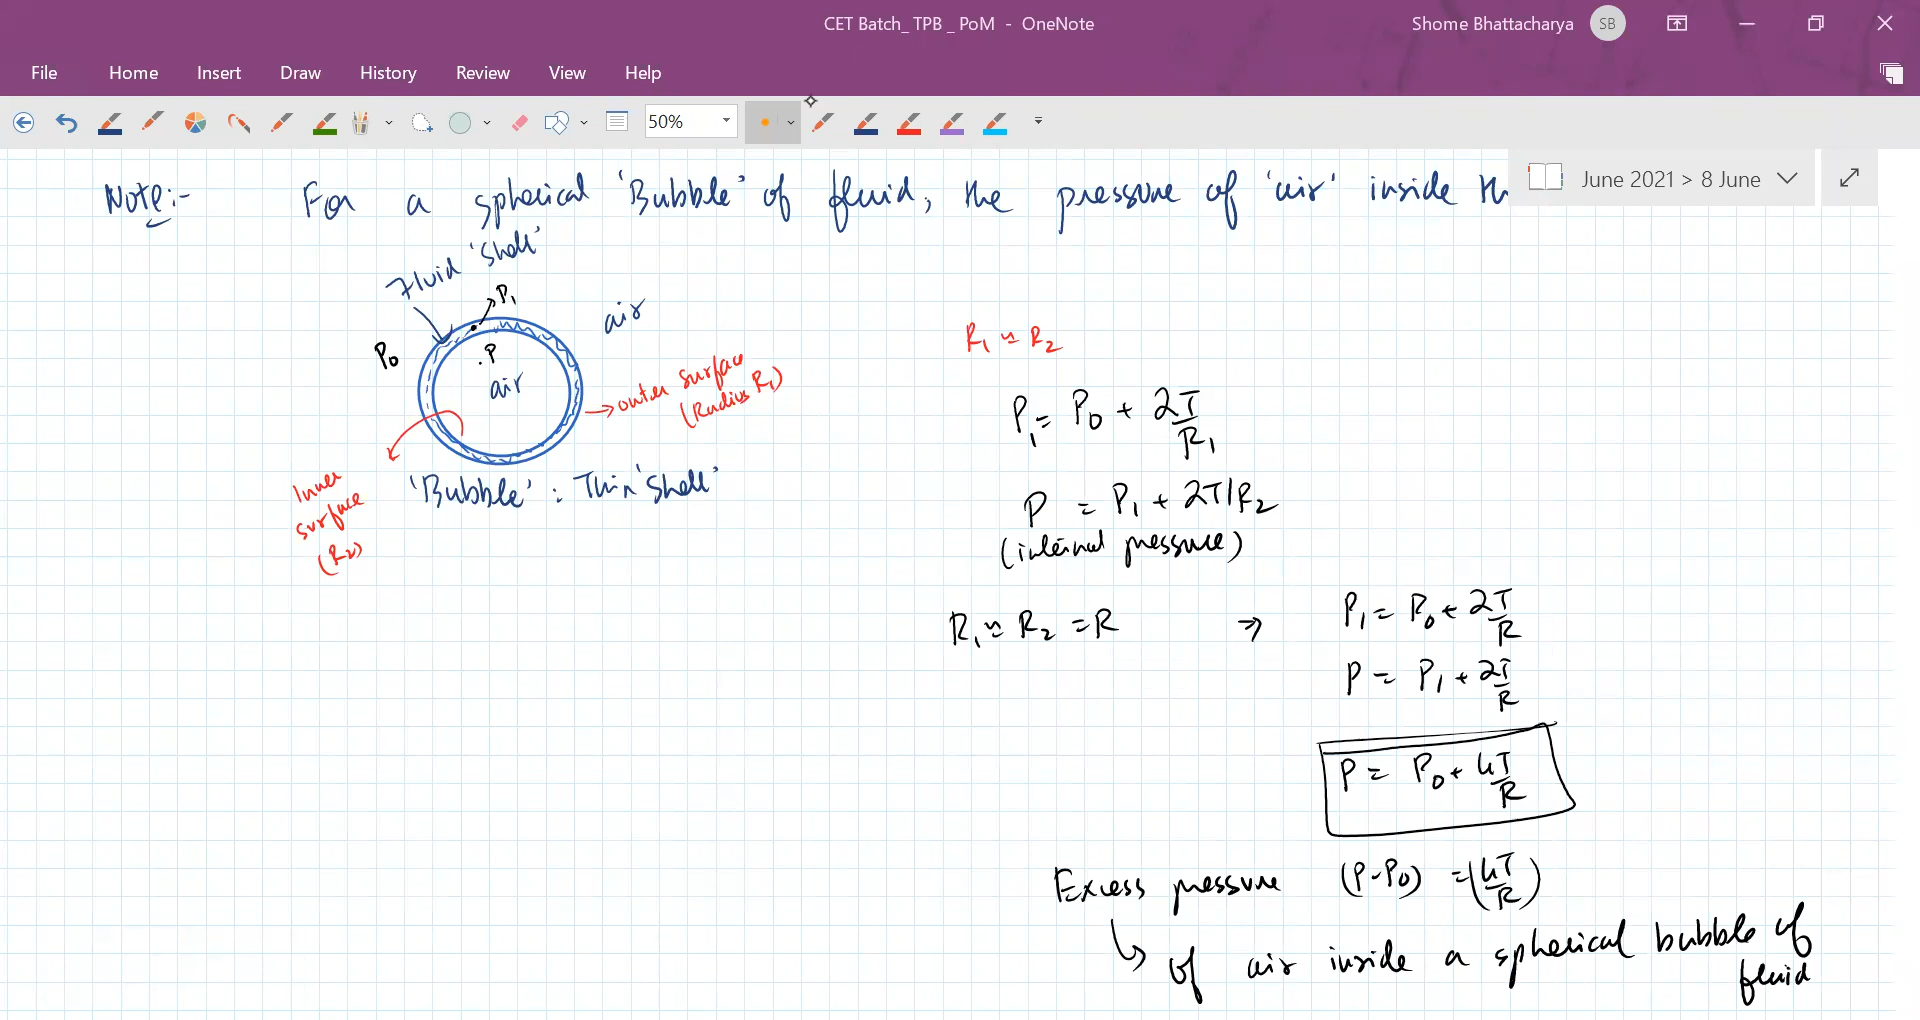 CET Batch_ TPB _ PoM - OneNote
Shome Bhattacharya SB
File Home Insert Draw History Review View Help
50%
June 2021 > 8 June
Note:- For a spherical 'Bubble' of fluid, the pressure of 'air' inside th
Fluid 'shell'
P1
air
P0
.P
air
outer surface
(Radius R1)
Inner
surface
(R2)
'Bubble' : Thin 'shell'
R1 ≈ R2
P1 = P0 + 2T/R1
P = P1 + 2T/R2
(internal pressure)
R1 ≈ R2 = R ⇒ P1 = P0 + 2T/R
P = P1 + 2T/R
P = P0 + 4T/R
Excess pressure (P-P0) = (4T/R)
of air inside a spherical bubble of
fluid